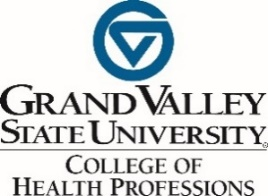 GRAND VALLEY
STATE UNIVERSITY®
COLLEGE OF
HEALTH PROFESSIONS